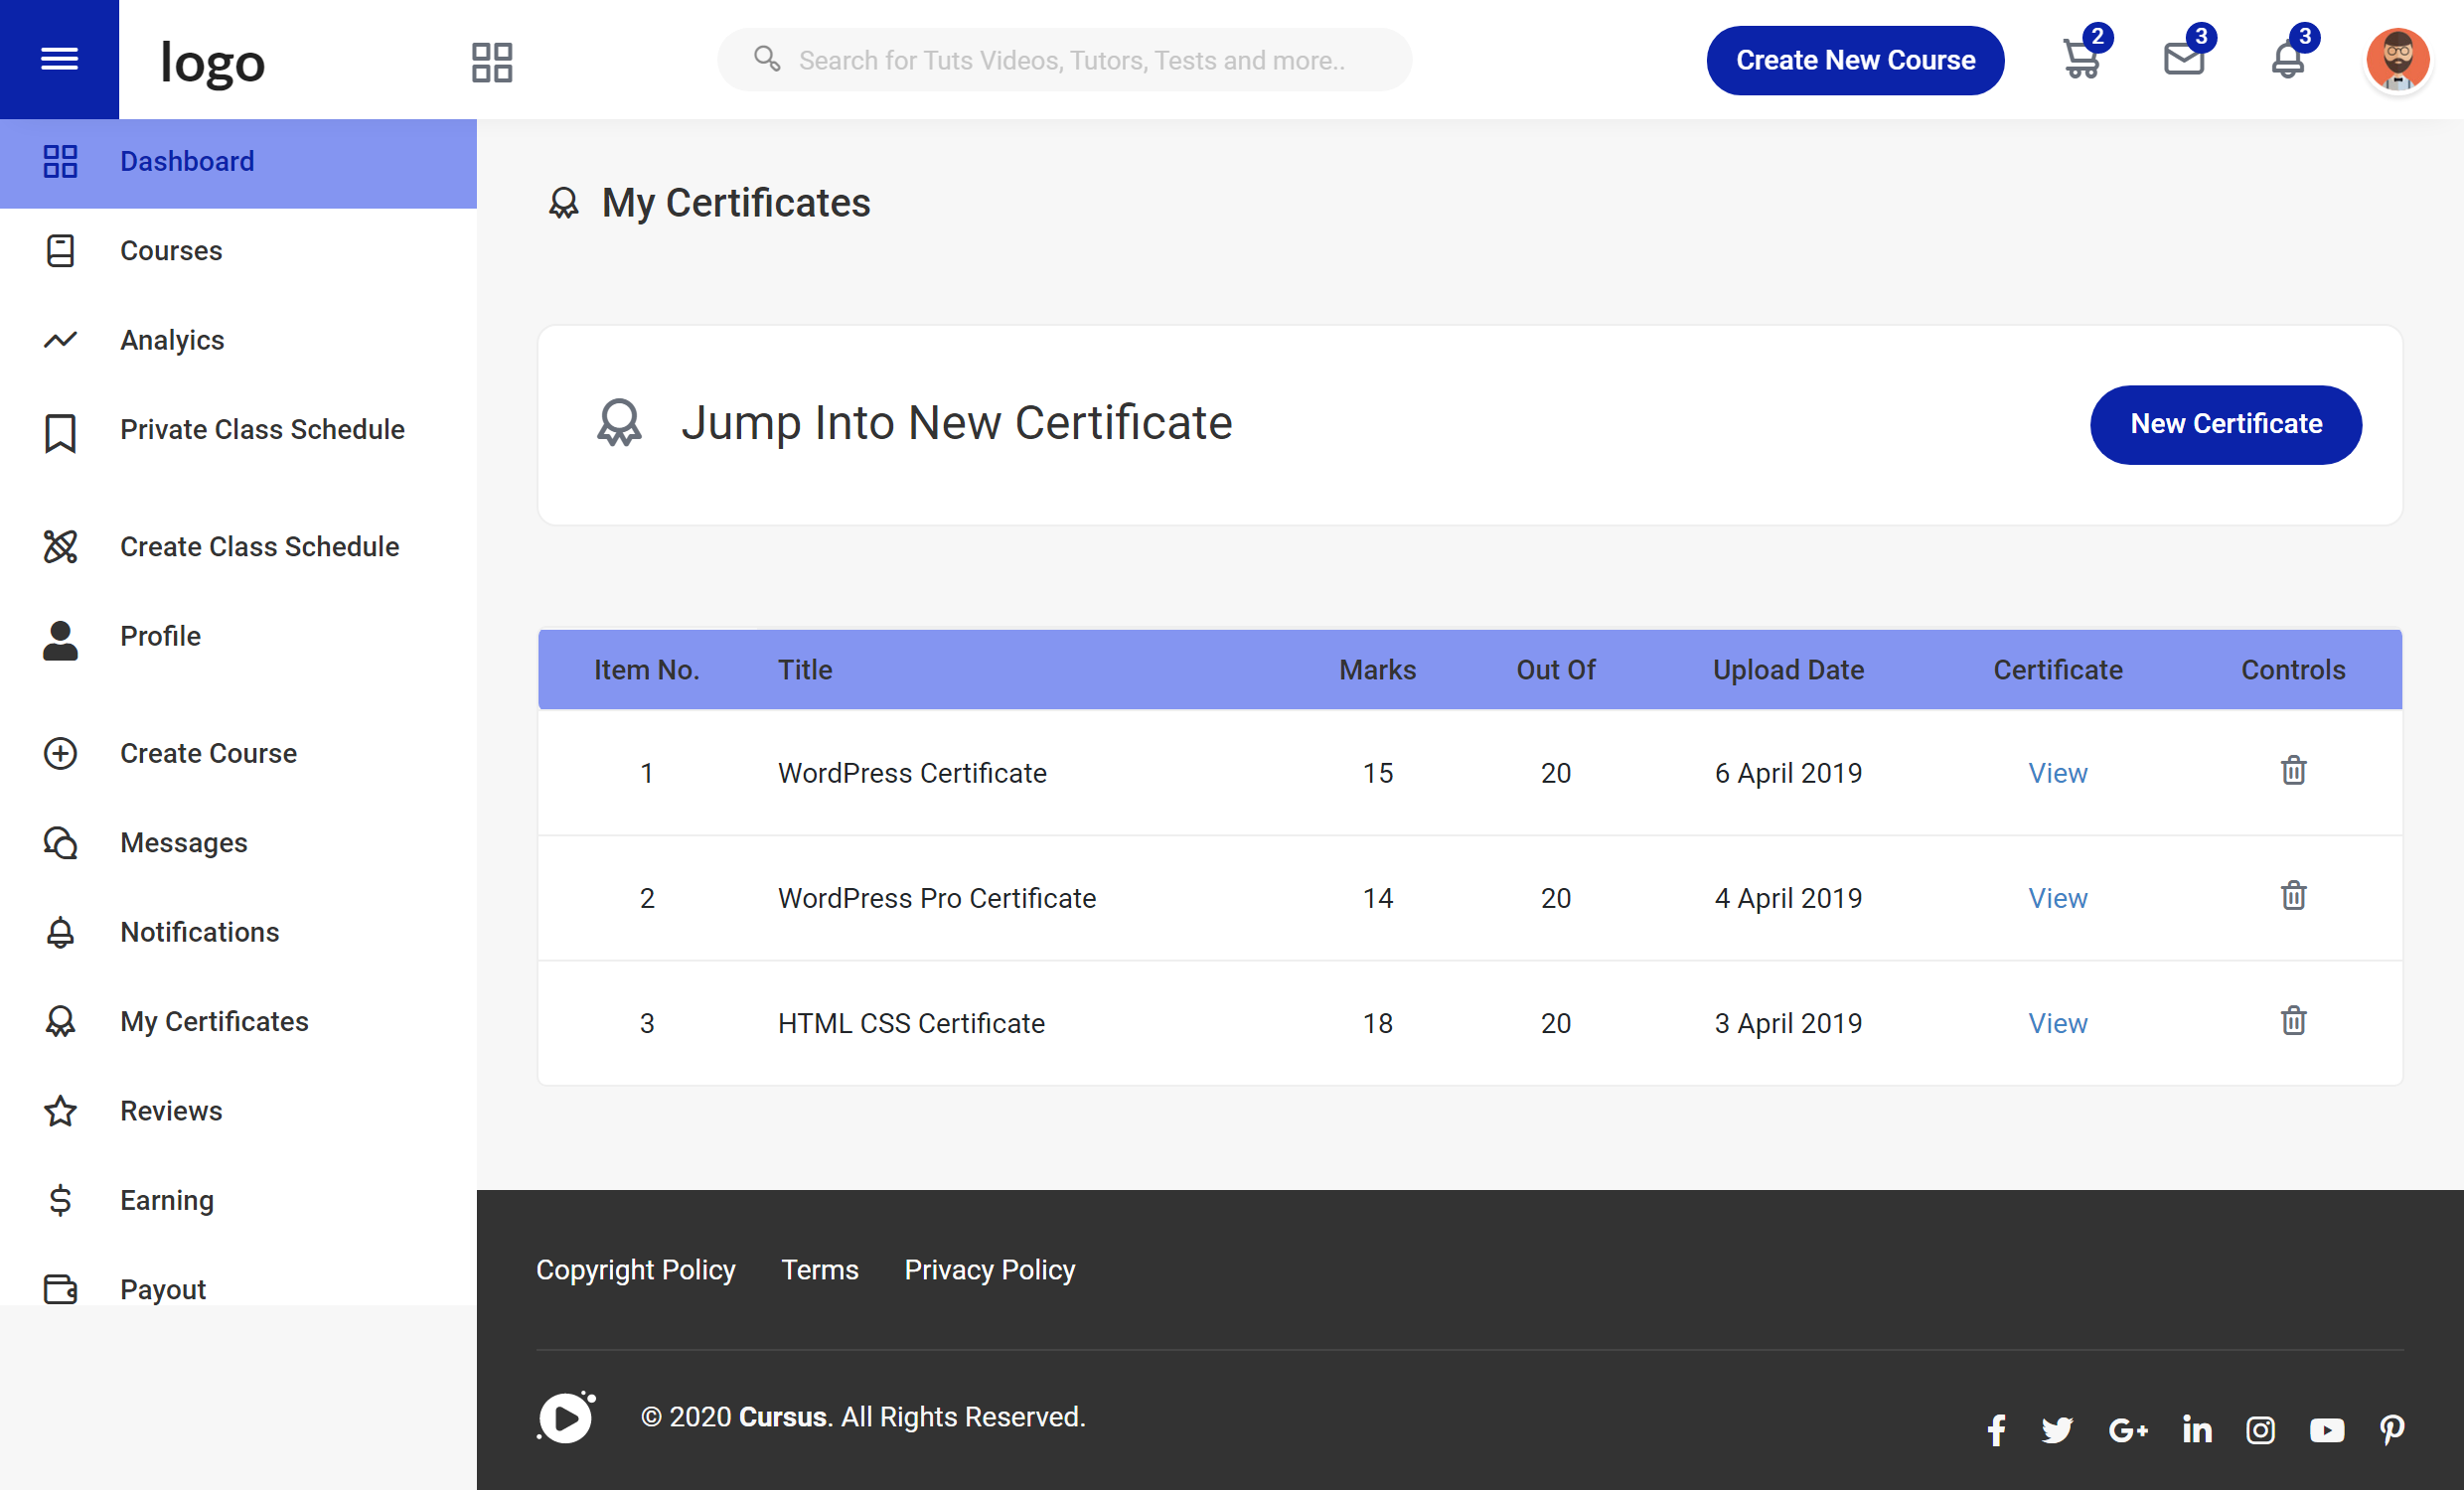 logo
Search for Tuts Videos, Tutors, Tests and more..
Create New Course
2
3
3
Dashboard
Courses
Analyics
Private Class Schedule
Create Class Schedule
Profile
Create Course
Messages
Notifications
My Certificates
Reviews
Earning
Payout
My Certificates
Jump Into New Certificate
New Certificate
Item No. Title Marks Out Of Upload Date Certificate Controls
1 WordPress Certificate 15 20 6 April 2019 View
2 WordPress Pro Certificate 14 20 4 April 2019 View
3 HTML CSS Certificate 18 20 3 April 2019 View
Copyright Policy Terms Privacy Policy
© 2020 Cursus. All Rights Reserved.